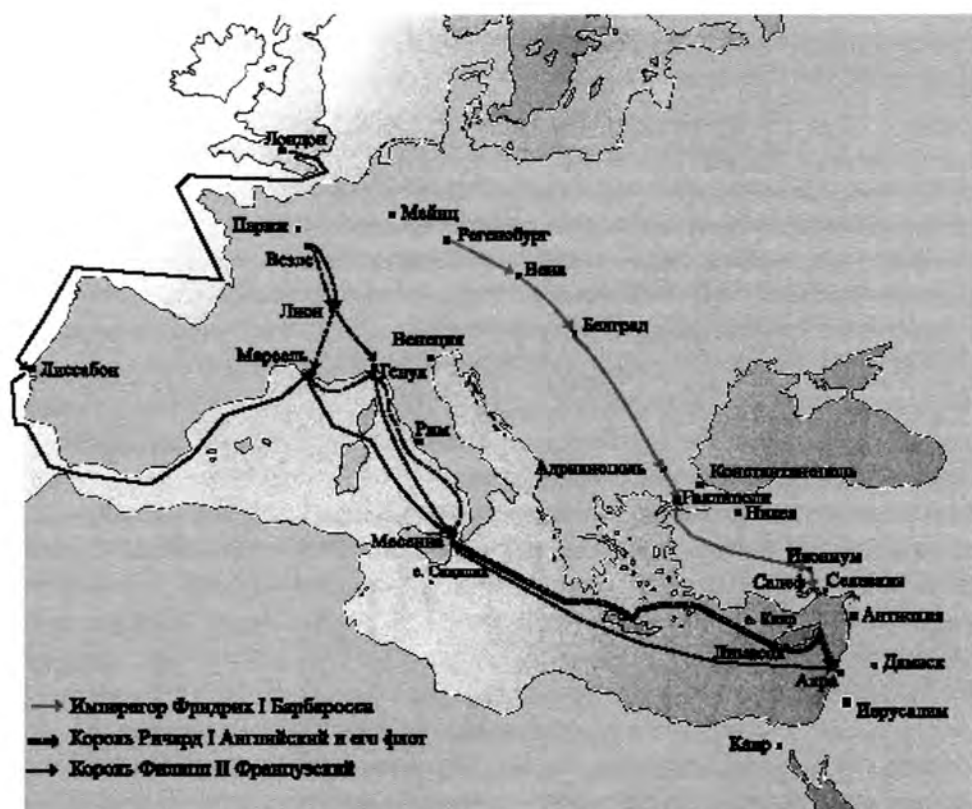 Лондон
Майнц
Париж
Регенсбург
Везле
Вена
Лион
Белград
Венеция
Марсель
Генуя
Лиссабон
Рим
Адрианополь
Константинополь
Галлиполи
Никея
Мессина
Икониум
о. Сицилия
Салеф
Селевкия
о. Кипр
Антиохия
Лимасол
Дамаск
Акра
Иерусалим
Каир
Император Фридрих I Барбаросса
Король Ричард I Английский и его флот
Король Филипп II Французский